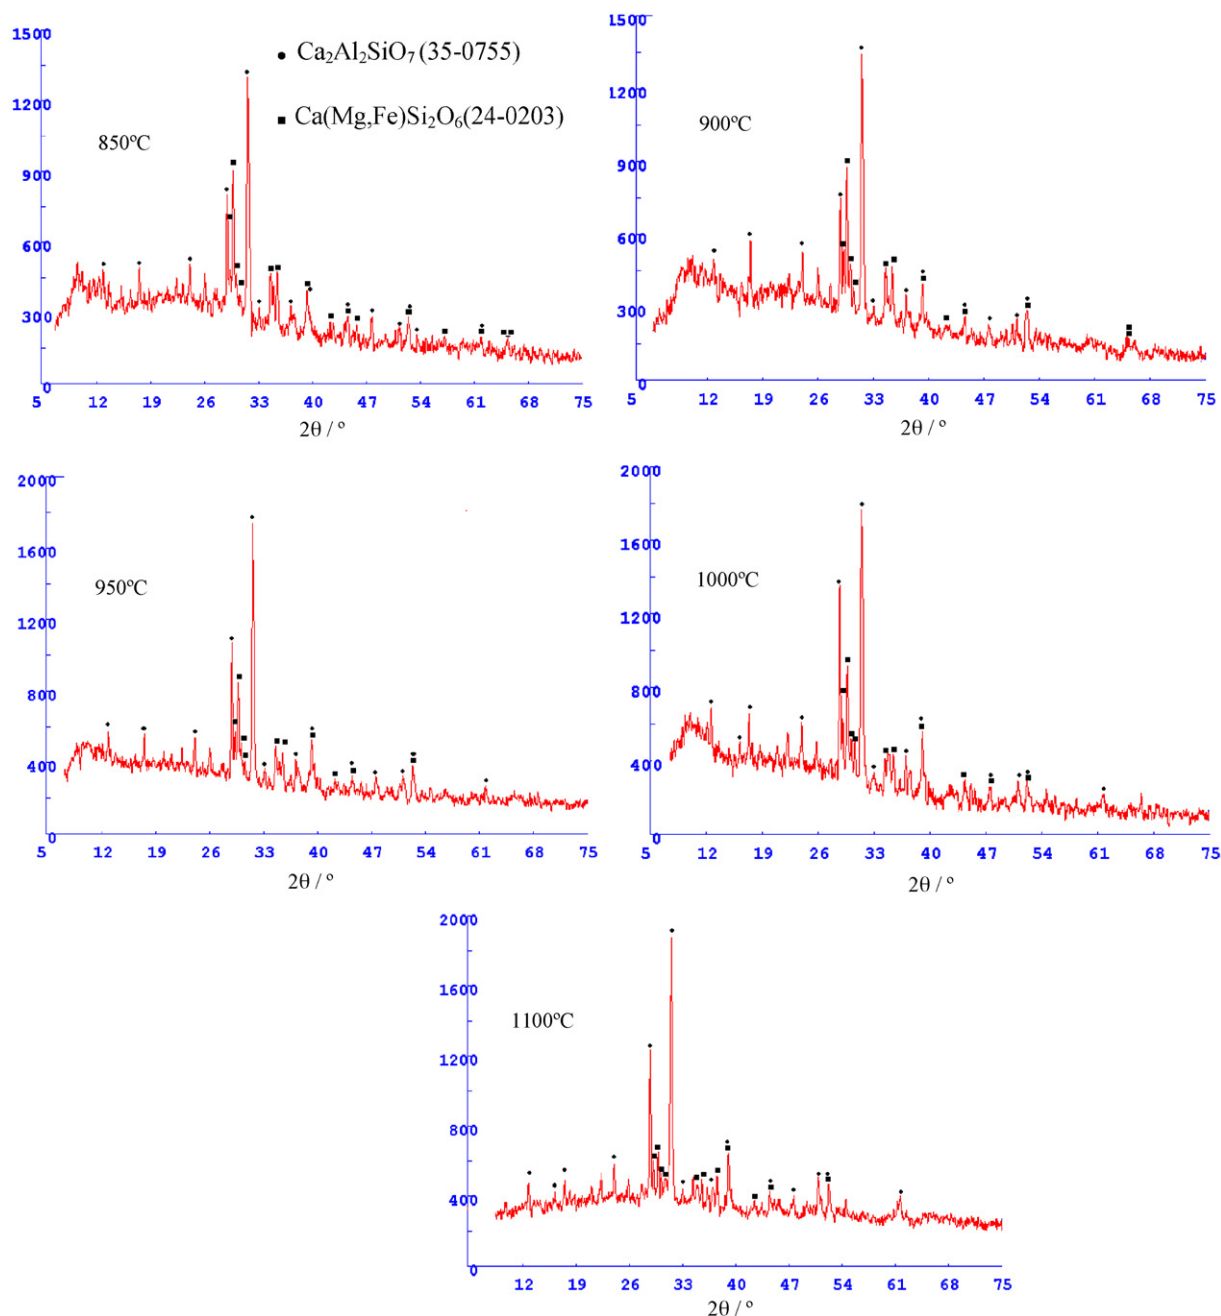 1500
1200
900
600
300
0
5 12 19 26 33 40 47 54 61 68 75
2θ / º
850ºC
Ca₂Al₂SiO₇ (35-0755)
Ca(Mg,Fe)Si₂O₆(24-0203)
1500
1200
900
600
300
0
5 12 19 26 33 40 47 54 61 68 75
2θ / º
900ºC
2000
1600
1200
800
400
0
5 12 19 26 33 40 47 54 61 68 75
2θ / º
950ºC
2000
1600
1200
800
400
0
5 12 19 26 33 40 47 54 61 68 75
2θ / º
1000ºC
2000
1600
1200
800
400
0
12 19 26 33 40 47 54 61 68 75
2θ / º
1100ºC